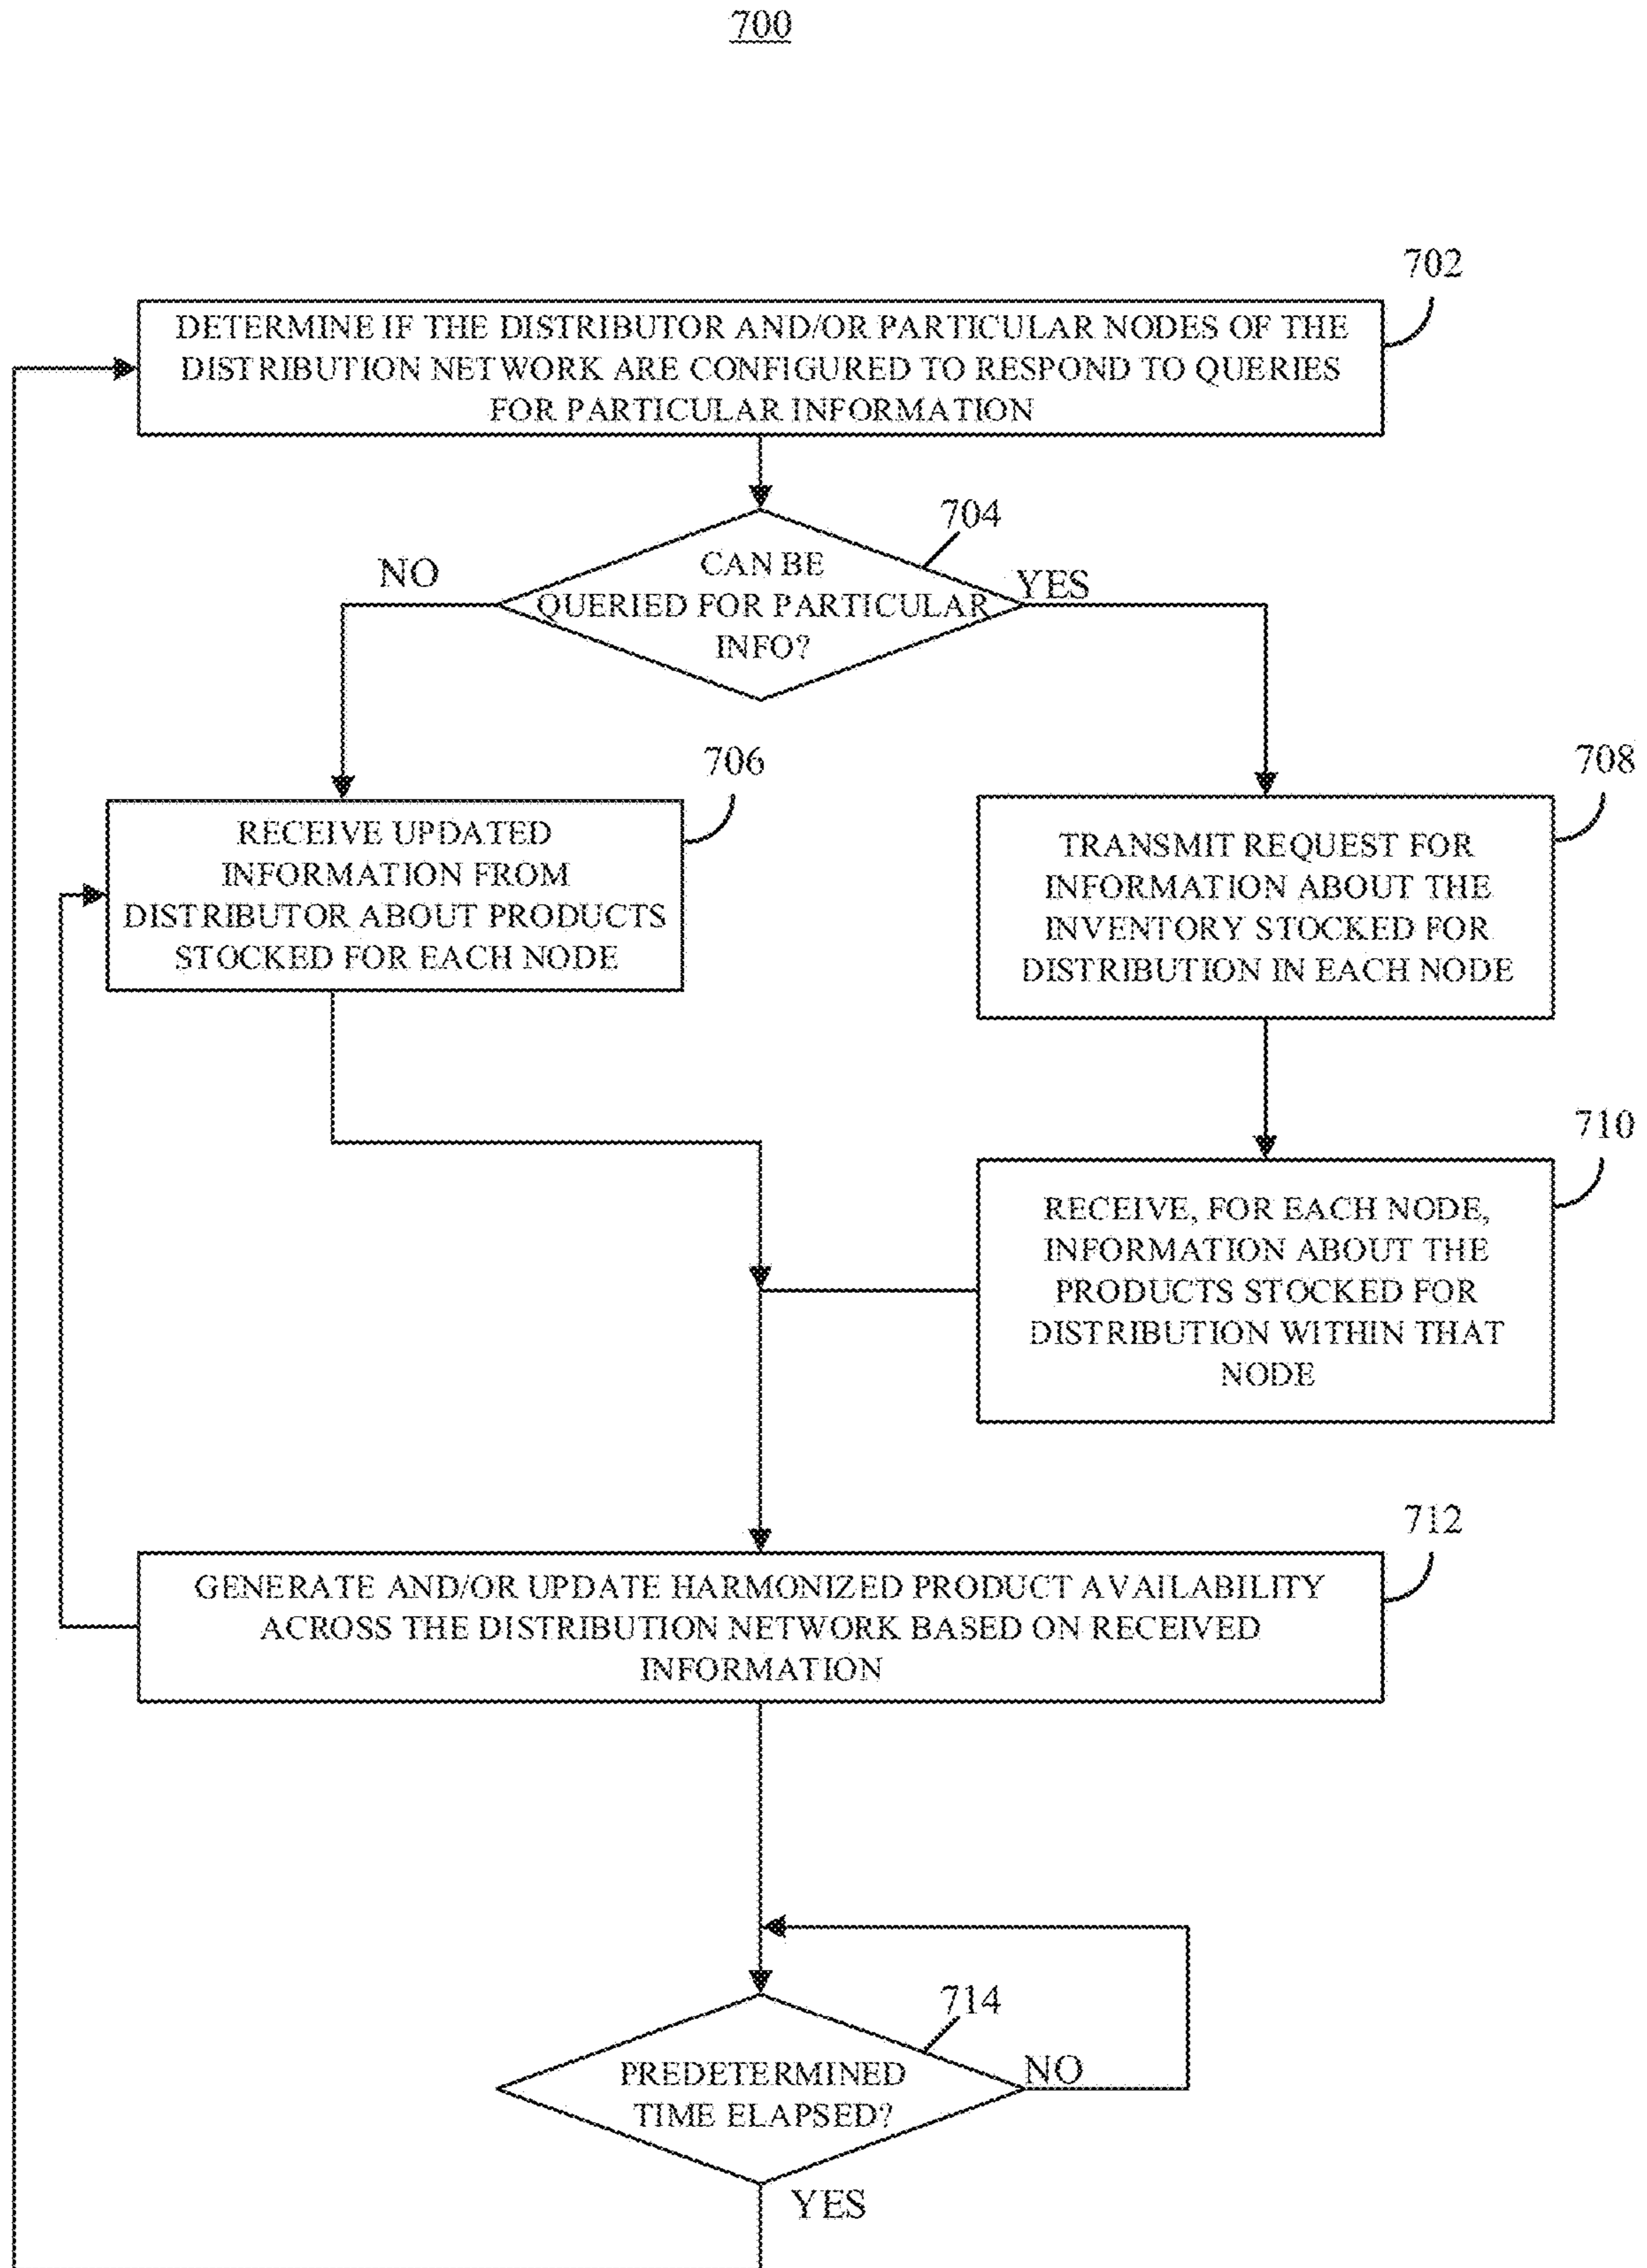 700
702
DETERMINE IF THE DISTRIBUTOR AND/OR PARTICULAR NODES OF THE
DISTRIBUTION NETWORK ARE CONFIGURED TO RESPOND TO QUERIES
FOR PARTICULAR INFORMATION
704
NO
CAN BE
QUERIED FOR PARTICULAR
INFO?
YES
706
RECEIVE UPDATED
INFORMATION FROM
DISTRIBUTOR ABOUT PRODUCTS
STOCKED FOR EACH NODE
708
TRANSMIT REQUEST FOR
INFORMATION ABOUT THE
INVENTORY STOCKED FOR
DISTRIBUTION IN EACH NODE
710
RECEIVE, FOR EACH NODE,
INFORMATION ABOUT THE
PRODUCTS STOCKED FOR
DISTRIBUTION WITHIN THAT
NODE
712
GENERATE AND/OR UPDATE HARMONIZED PRODUCT AVAILABILITY
ACROSS THE DISTRIBUTION NETWORK BASED ON RECEIVED
INFORMATION
714
PREDETERMINED
TIME ELAPSED?
NO
YES